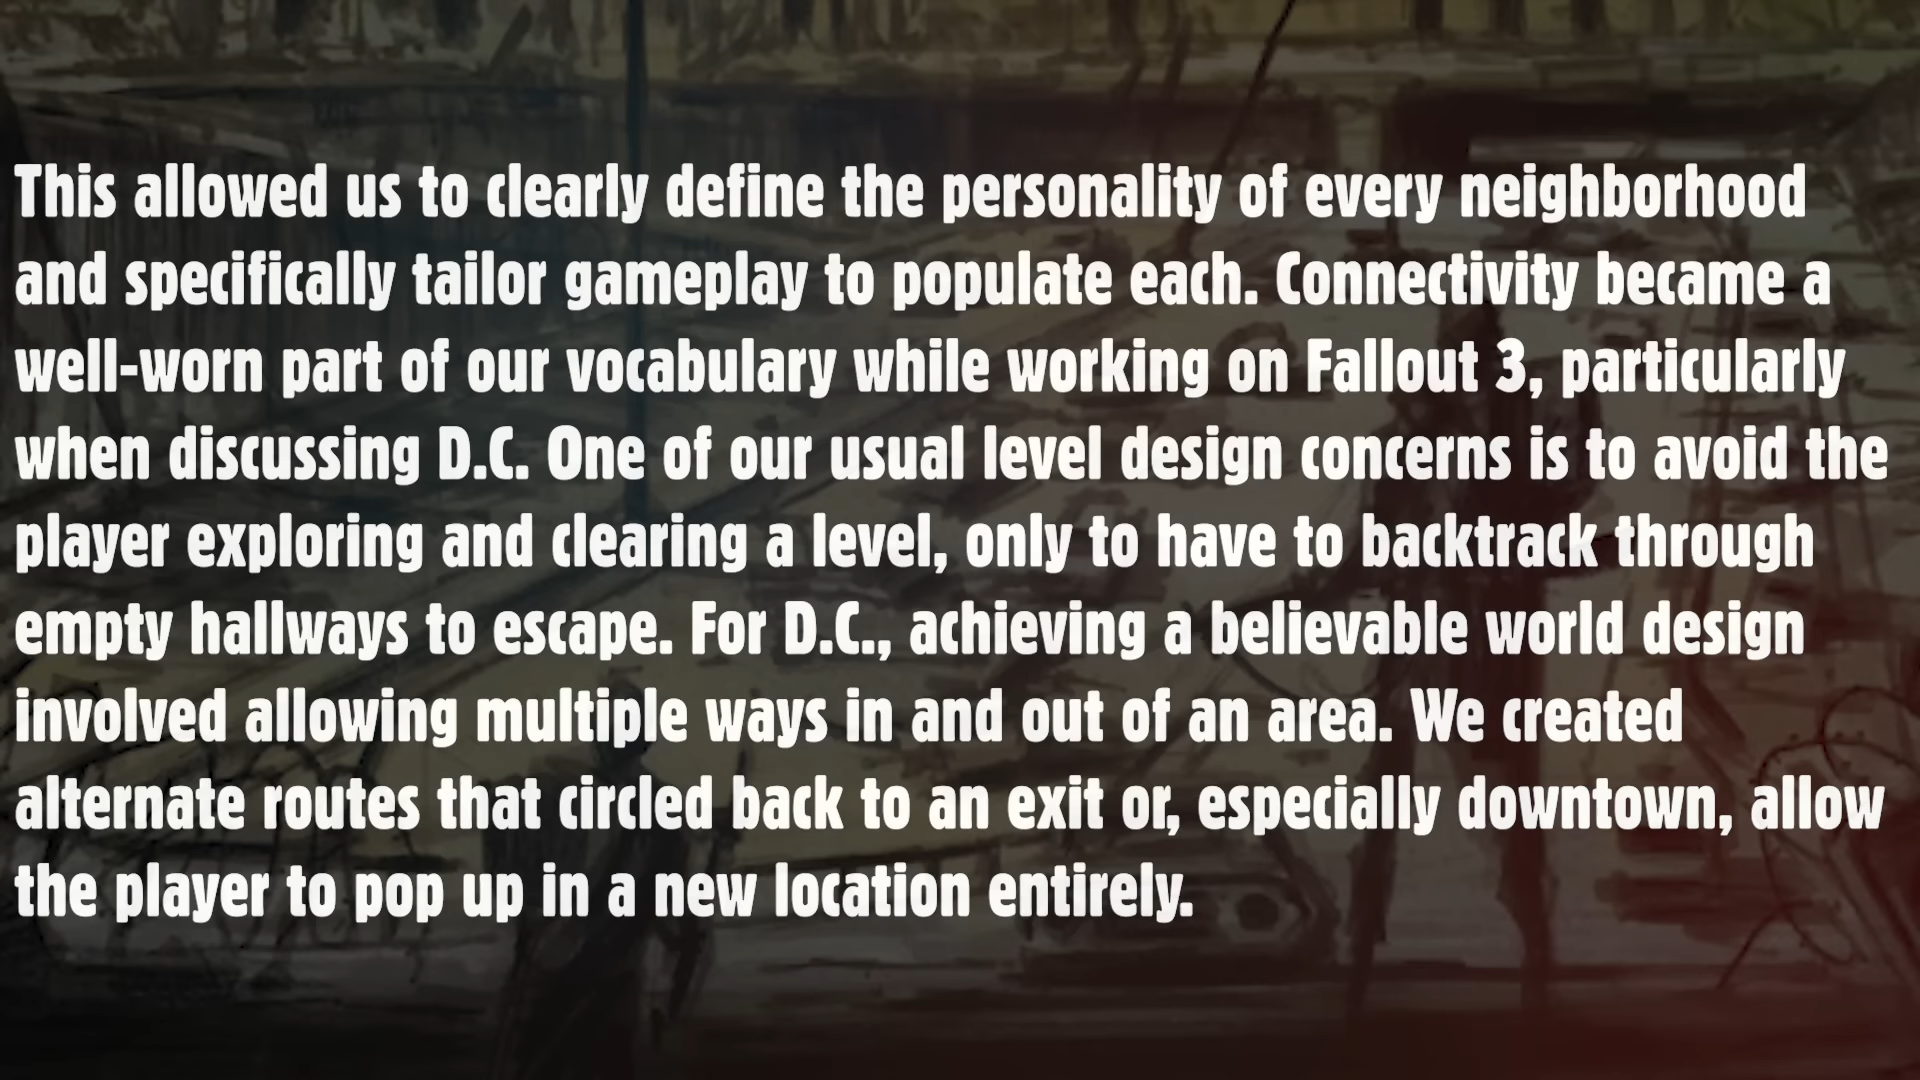 This allowed us to clearly define the personality of every neighborhood
and specifically tailor gameplay to populate each. Connectivity became a
well-worn part of our vocabulary while working on Fallout 3, particularly
when discussing D.C. One of our usual level design concerns is to avoid the
player exploring and clearing a level, only to have to backtrack through
empty hallways to escape. For D.C., achieving a believable world design
involved allowing multiple ways in and out of an area. We created
alternate routes that circled back to an exit or, especially downtown, allow
the player to pop up in a new location entirely.